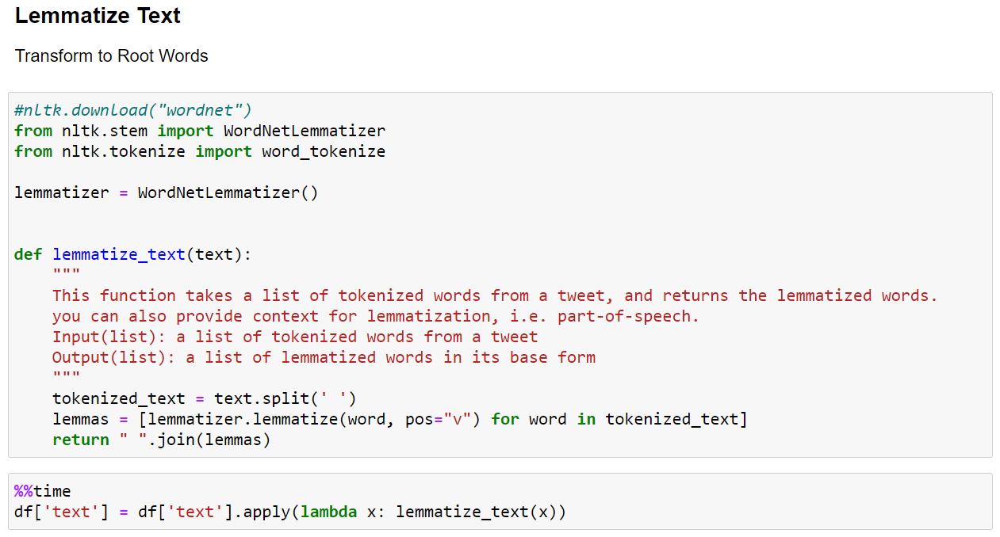 Lemmatize Text
Transform to Root Words
#nltk.download("wordnet")
from nltk.stem import WordNetLemmatizer
from nltk.tokenize import word_tokenize
lemmatizer = WordNetLemmatizer()
def lemmatize_text(text):
    """
    This function takes a list of tokenized words from a tweet, and returns the lemmatized words.
    you can also provide context for lemmatization, i.e. part-of-speech.
    Input(list): a list of tokenized words from a tweet
    Output(list): a list of lemmatized words in its base form
    """
    tokenized_text = text.split(' ')
    lemmas = [lemmatizer.lemmatize(word, pos="v") for word in tokenized_text]
    return " ".join(lemmas)
%%time
df['text'] = df['text'].apply(lambda x: lemmatize_text(x))